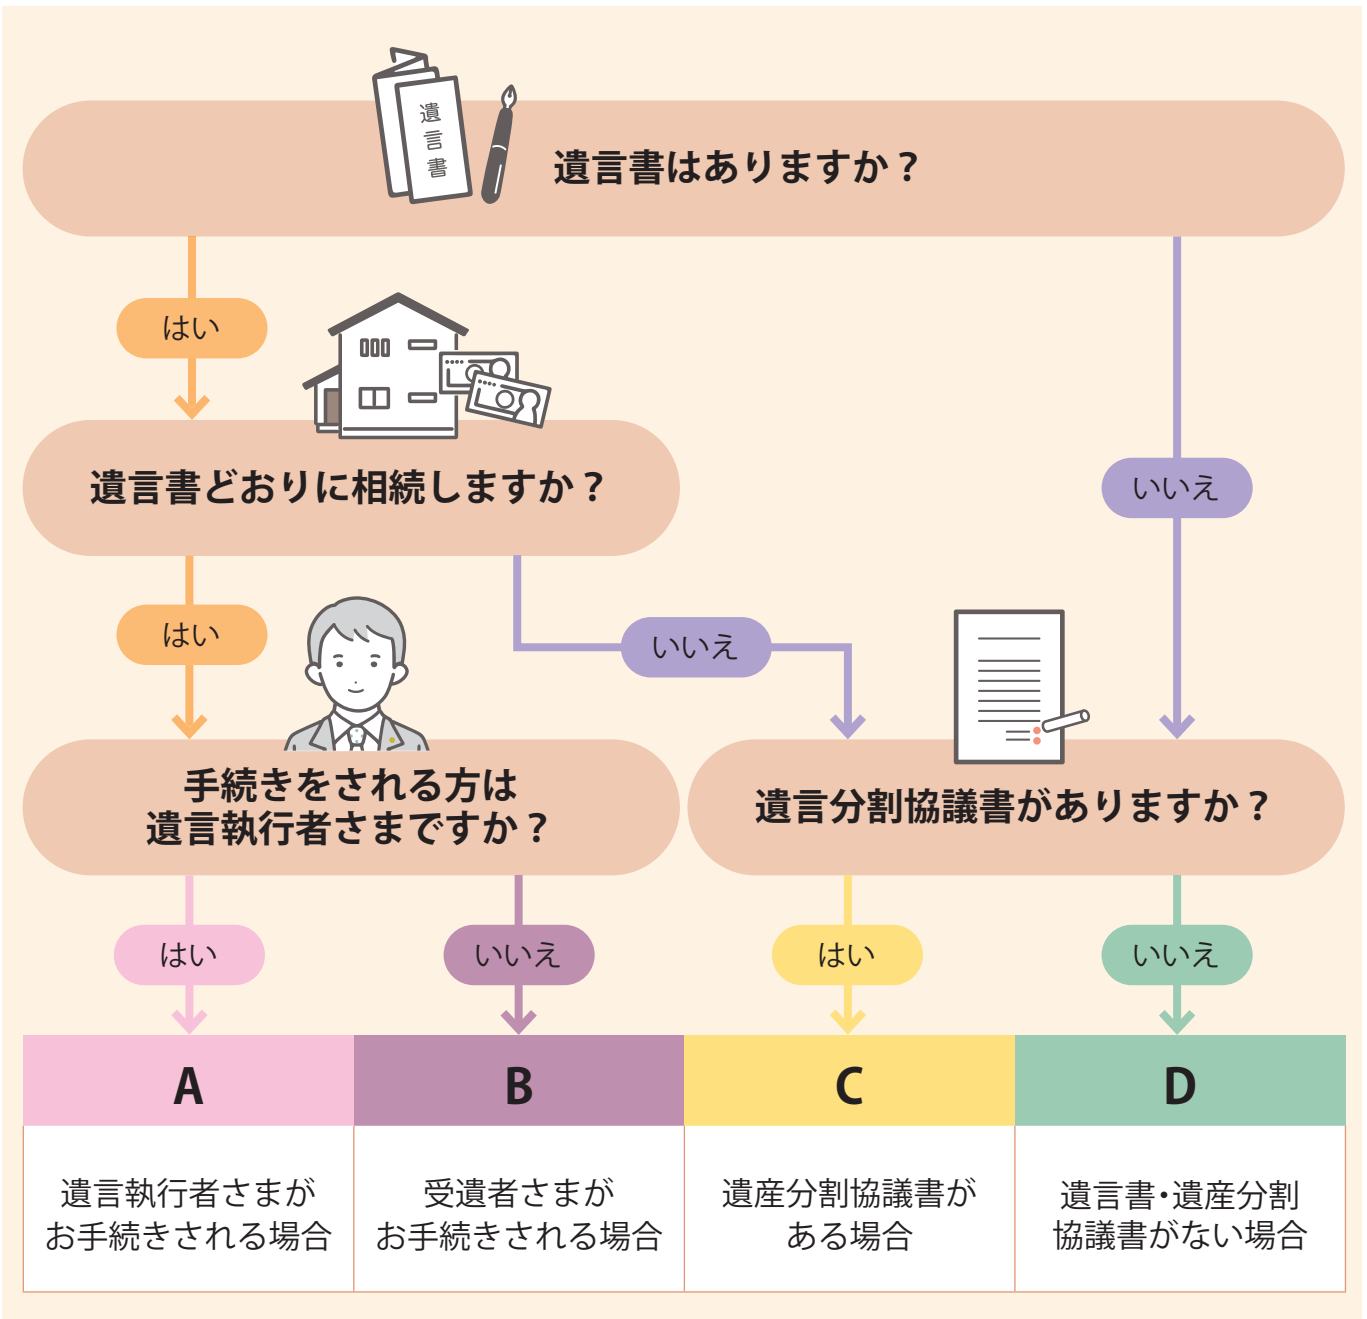 遺言書
遺言書はありますか？
はい
遺言書どおりに相続しますか？
いいえ
はい
いいえ
手続きをされる方は
遺言執行者さまですか？
遺言分割協議書がありますか？
はい
いいえ
はい
いいえ
A
B
C
D
遺言執行者さまが
お手続きされる場合
受遺者さまが
お手続きされる場合
遺産分割協議書が
ある場合
遺言書・遺産分割
協議書がない場合